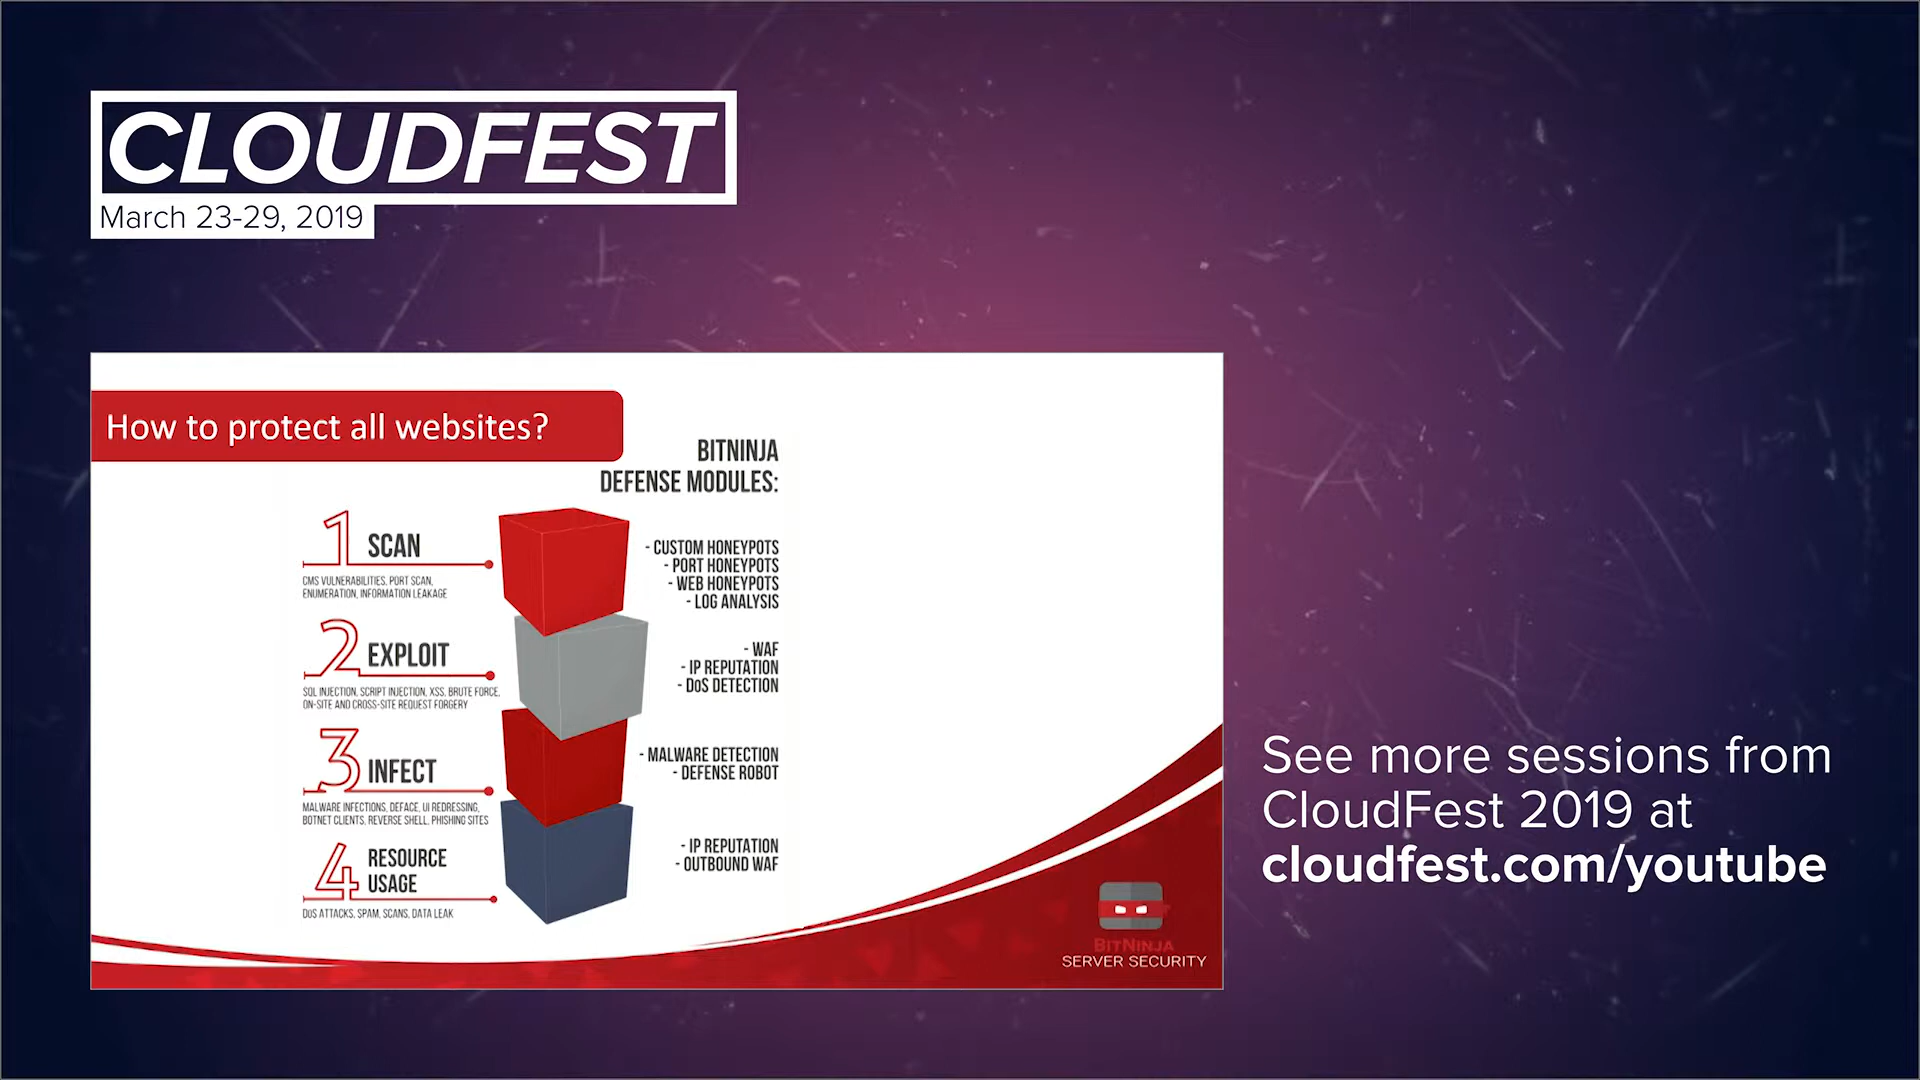 CLOUDFEST
March 23-29, 2019
How to protect all websites?
BITNINJA
DEFENSE MODULES:
1 SCAN
CMS VULNERABILITIES, PORT SCAN,
ENUMERATION, INFORMATION LEAKAGE
- CUSTOM HONEYPOTS
- PORT HONEYPOTS
- WEB HONEYPOTS
- LOG ANALYSIS
2 EXPLOIT
SQL INJECTION, SCRIPT INJECTION, XSS, BRUTE FORCE,
ON-SITE AND CROSS-SITE REQUEST FORGERY
- WAF
- IP REPUTATION
- DoS DETECTION
3 INFECT
MALWARE INFECTIONS, DEFACE, UI REDRESSING,
BOTNET CLIENTS, REVERSE SHELL, PHISHING SITES
- MALWARE DETECTION
- DEFENSE ROBOT
4 RESOURCE
USAGE
DoS ATTACKS, SPAM, SCANS, DATA LEAK
- IP REPUTATION
- OUTBOUND WAF
BITNINJA
SERVER SECURITY
See more sessions from
CloudFest 2019 at
cloudfest.com/youtube